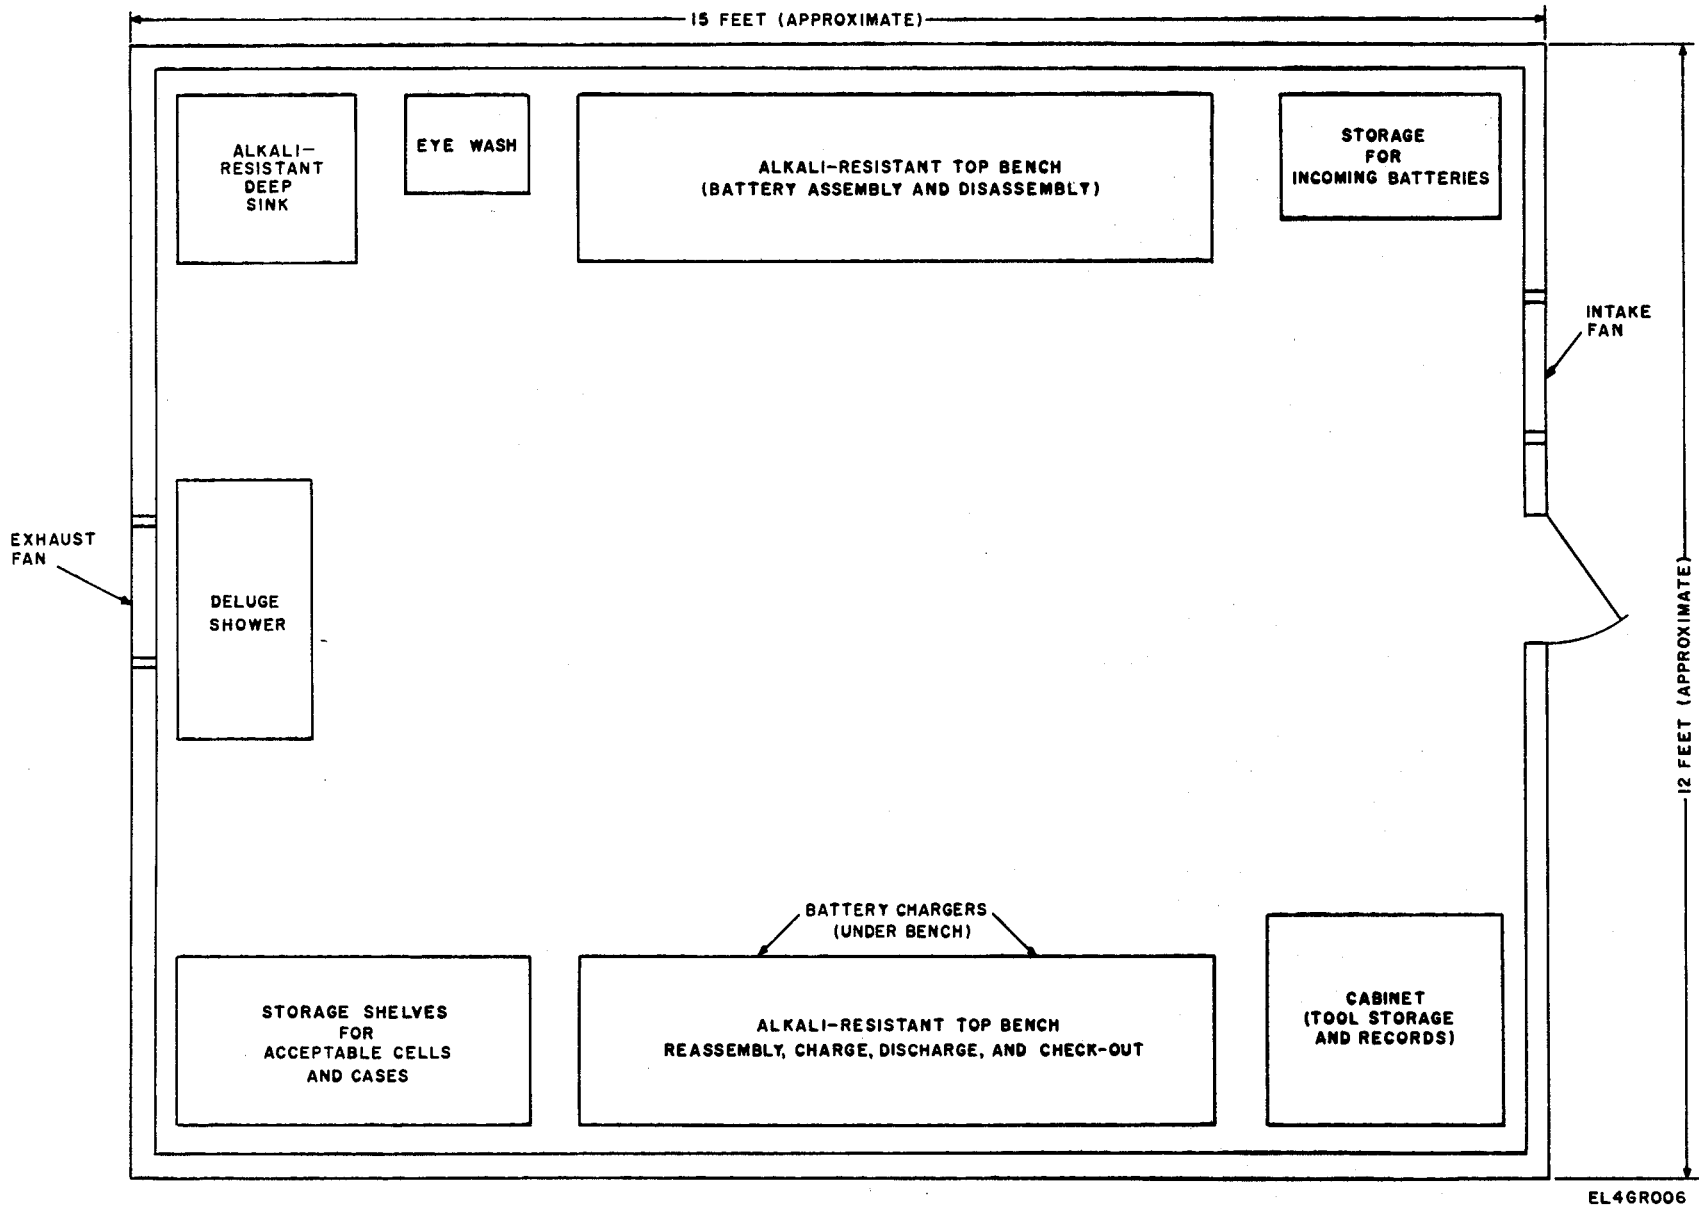 15 FEET (APPROXIMATE)
ALKALI-
RESISTANT
DEEP
SINK
EYE WASH
ALKALI-RESISTANT TOP BENCH
(BATTERY ASSEMBLY AND DISASSEMBLY)
STORAGE
FOR
INCOMING BATTERIES
INTAKE
FAN
EXHAUST
FAN
DELUGE
SHOWER
12 FEET (APPROXIMATE)
BATTERY CHARGERS
(UNDER BENCH)
STORAGE SHELVES
FOR
ACCEPTABLE CELLS
AND CASES
ALKALI-RESISTANT TOP BENCH
REASSEMBLY, CHARGE, DISCHARGE, AND CHECK-OUT
CABINET
(TOOL STORAGE
AND RECORDS)
EL4GR006